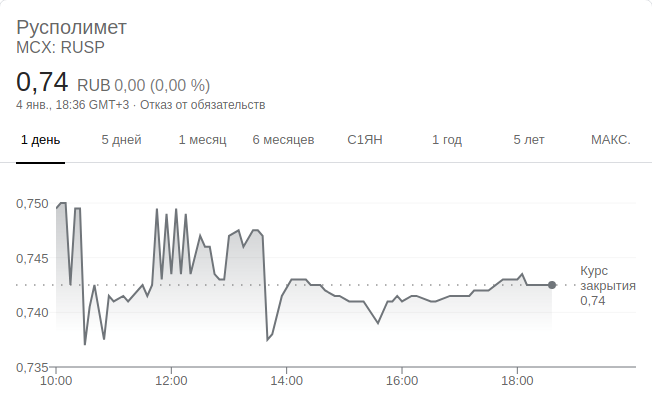 Русполимет
MCX: RUSP
0,74 RUB 0,00 (0,00 %)
4 янв., 18:36 GMT+3 · Отказ от обязательств
1 день 5 дней 1 месяц 6 месяцев С1ЯН 1 год 5 лет МАКС.
0,750
0,745
Курс
закрытия
0,74
0,740
0,735
10:00 12:00 14:00 16:00 18:00